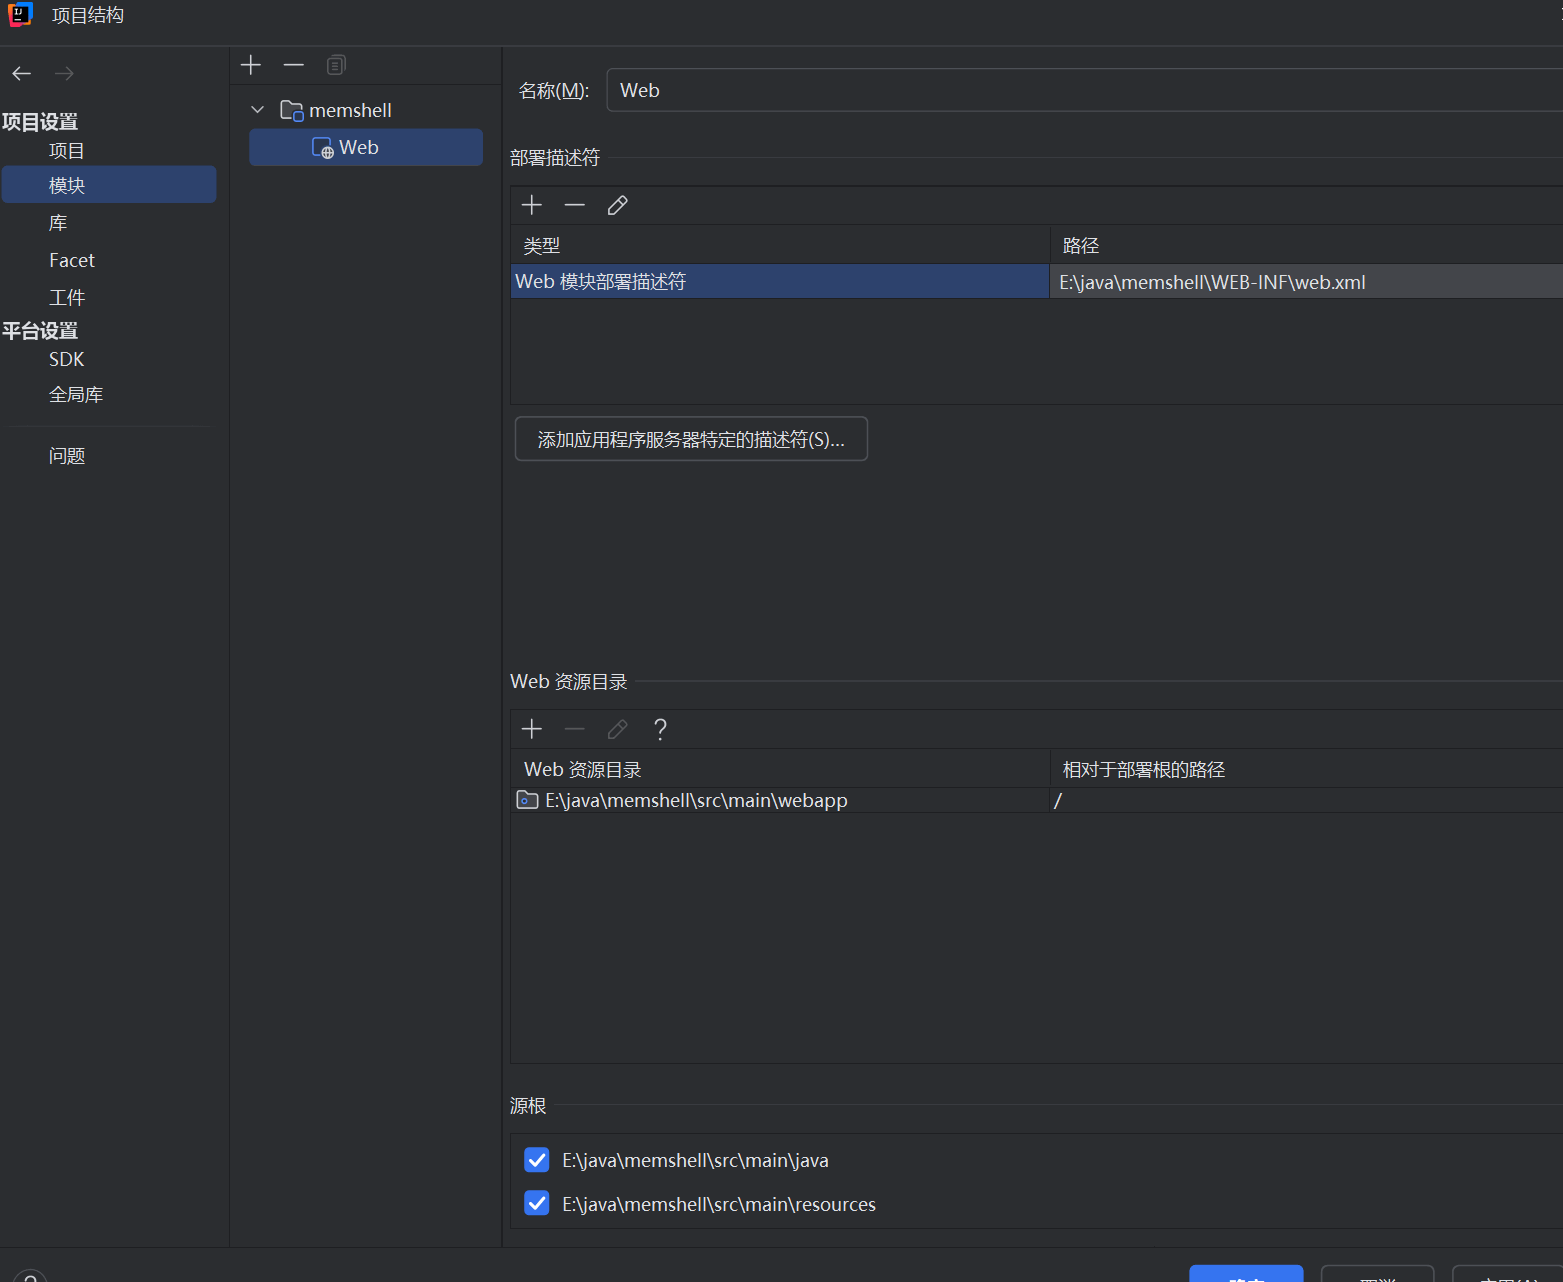 项目结构
项目设置
项目
模块
库
Facet
工件
平台设置
SDK
全局库
问题
memshell
Web
名称(M):
Web
部署描述符
类型
路径
Web 模块部署描述符
E:\java\memshell\WEB-INF\web.xml
添加应用程序服务器特定的描述符(S)...
Web 资源目录
?
Web 资源目录
相对于部署根的路径
E:\java\memshell\src\main\webapp
/
源根
E:\java\memshell\src\main\java
E:\java\memshell\src\main\resources